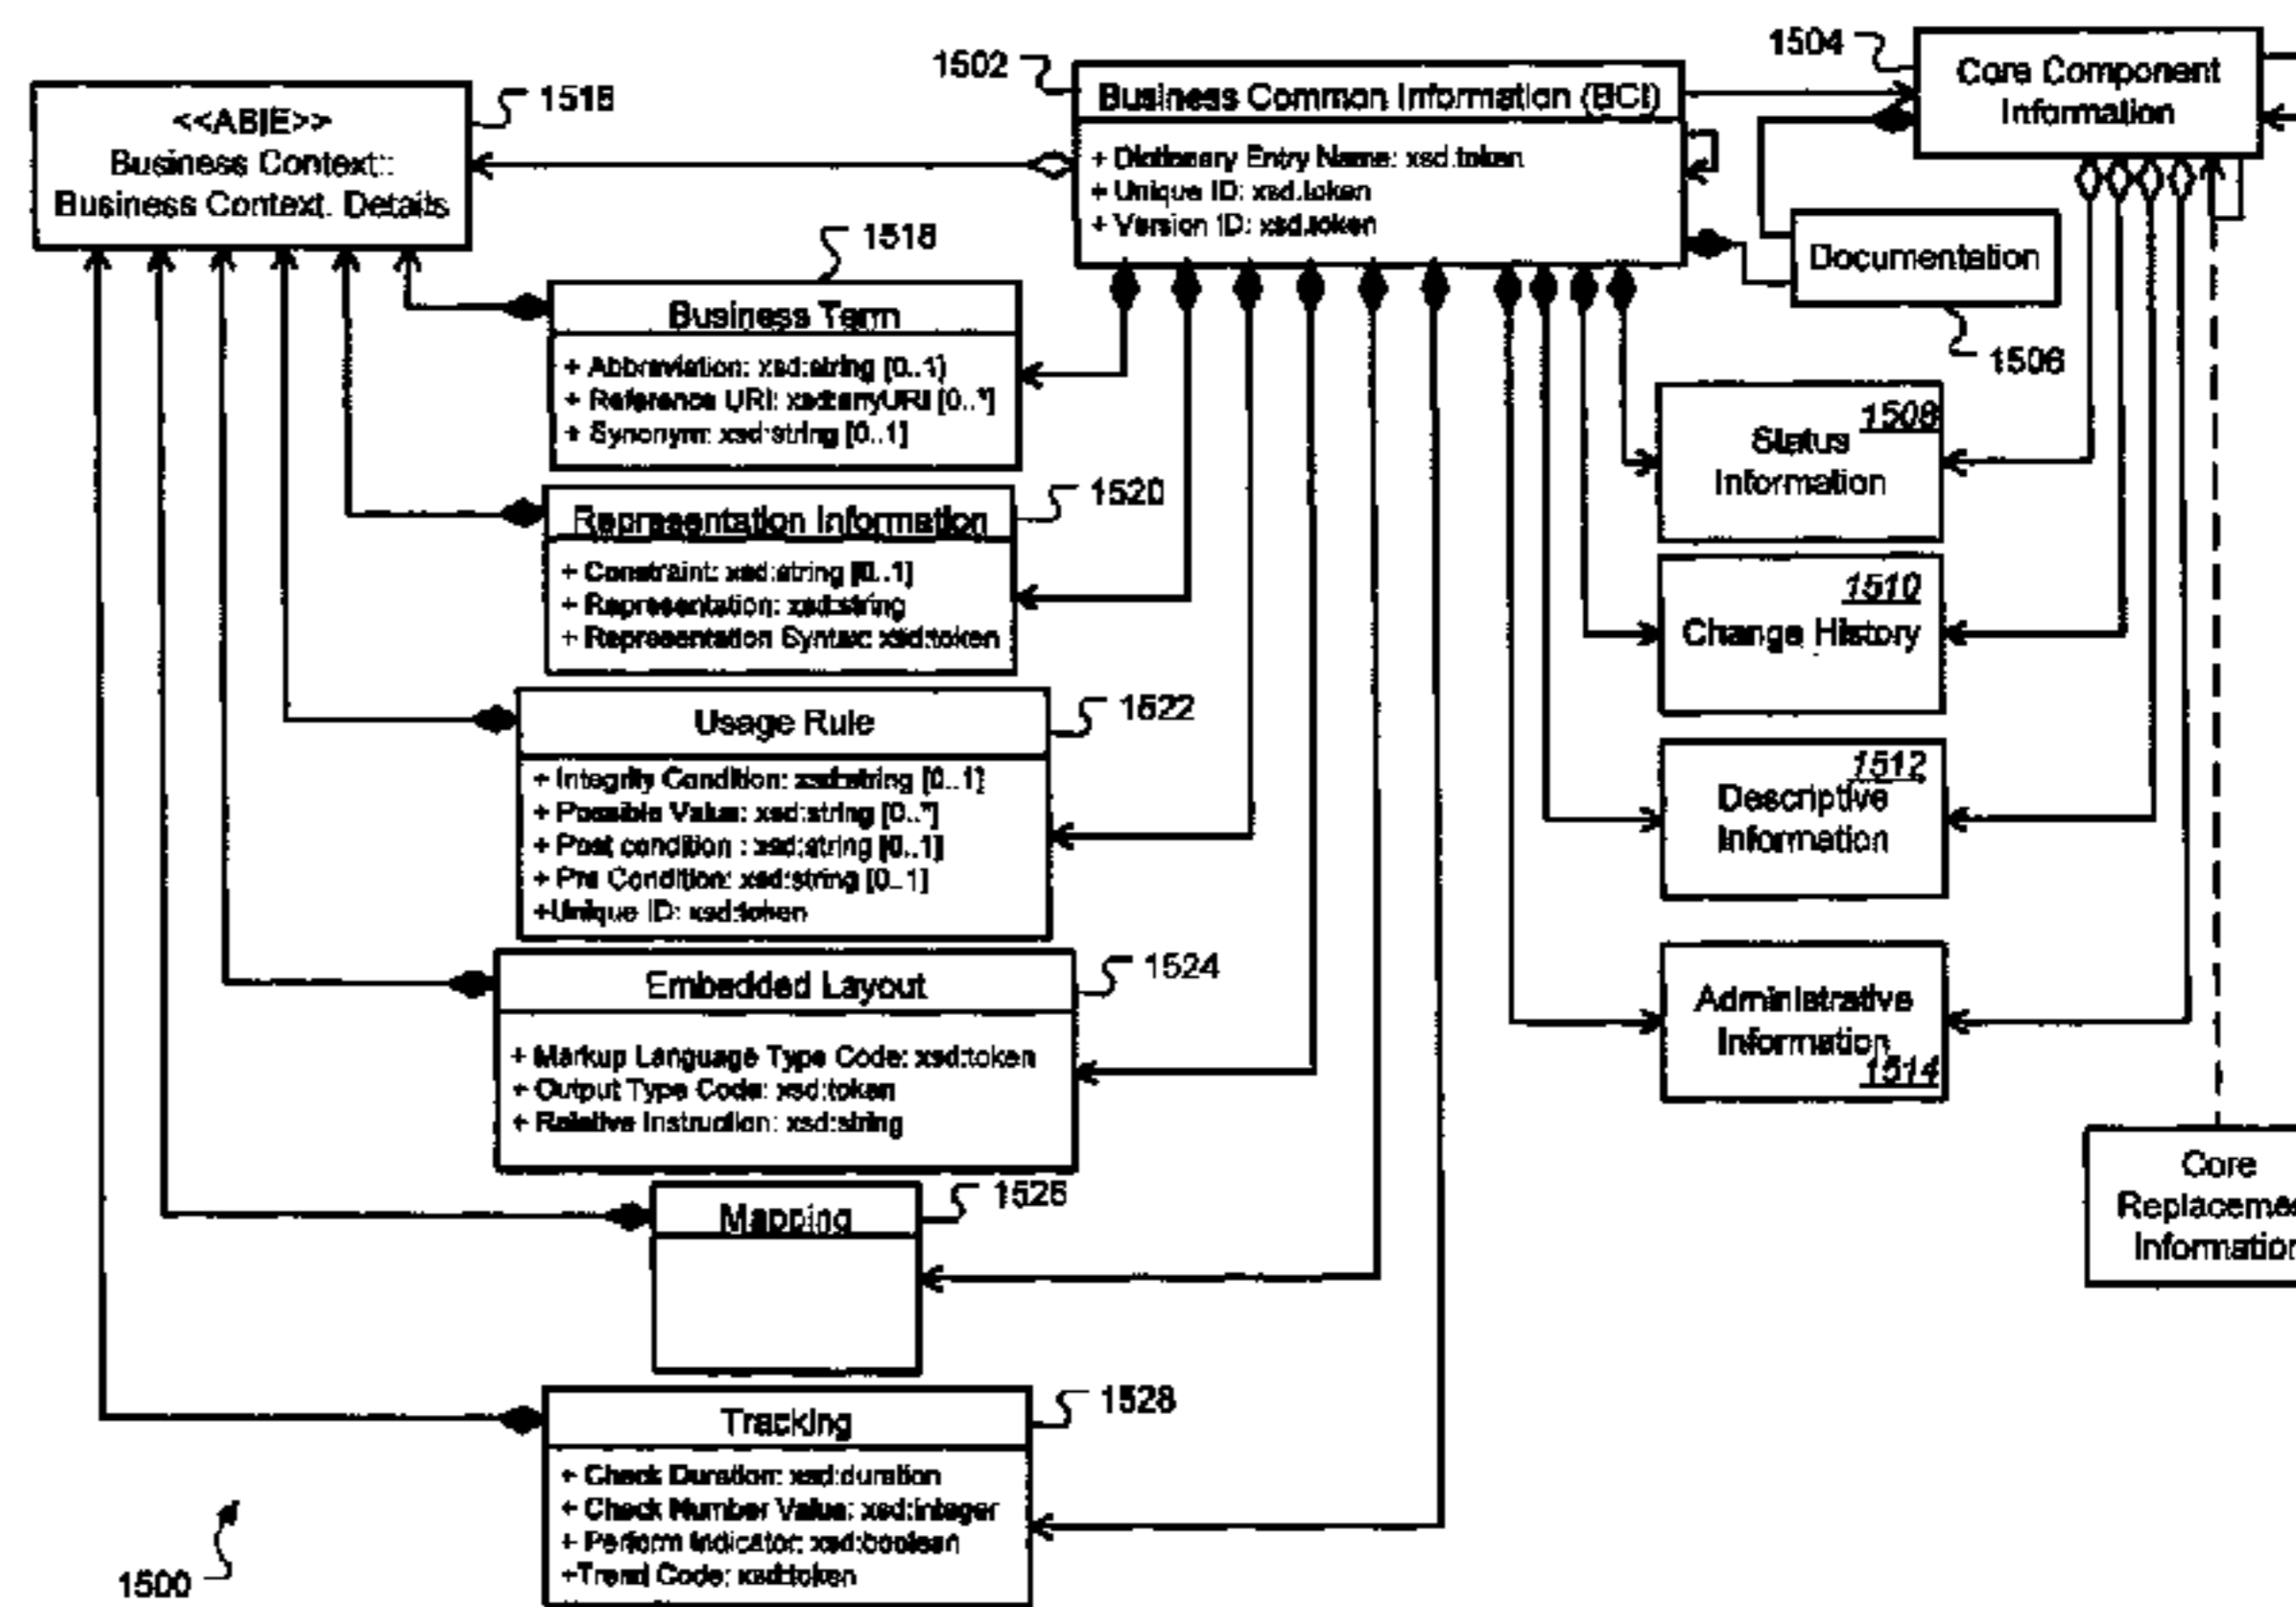 1516
<<ABIE>>
Business Context::
Business Context. Details
1502
Business Common Information (BCI)
+ Dictionary Entry Name: xsd:token
+ Unique ID: xsd:token
+ Version ID: xsd:token
1504
Core Component
Information
Documentation
1506
1518
Business Term
+ Abbreviation: xsd:string [0..1]
+ Reference URI: xsd:anyURI [0..*]
+ Synonym: xsd:string [0..1]
1520
Representation Information
+ Constraint: xsd:string [0..1]
+ Representation: xsd:string
+ Representation Syntax: xsd:token
1522
Usage Rule
+ Integrity Condition: xsd:string [0..1]
+ Possible Value: xsd:string [0..*]
+ Post condition : xsd:string [0..1]
+ Pre Condition: xsd:string [0..1]
+Unique ID: xsd:token
1524
Embedded Layout
+ Markup Language Type Code: xsd:token
+ Output Type Code: xsd:token
+ Relative Instruction: xsd:string
1526
Mapping
1528
Tracking
+ Check Duration: xsd:duration
+ Check Number Value: xsd:integer
+ Perform Indicator: xsd:boolean
+Trend Code: xsd:token
1508
Status
Information
1510
Change History
1512
Descriptive
Information
Administrative
Information
1514
Core
Replaceme
Information
1500